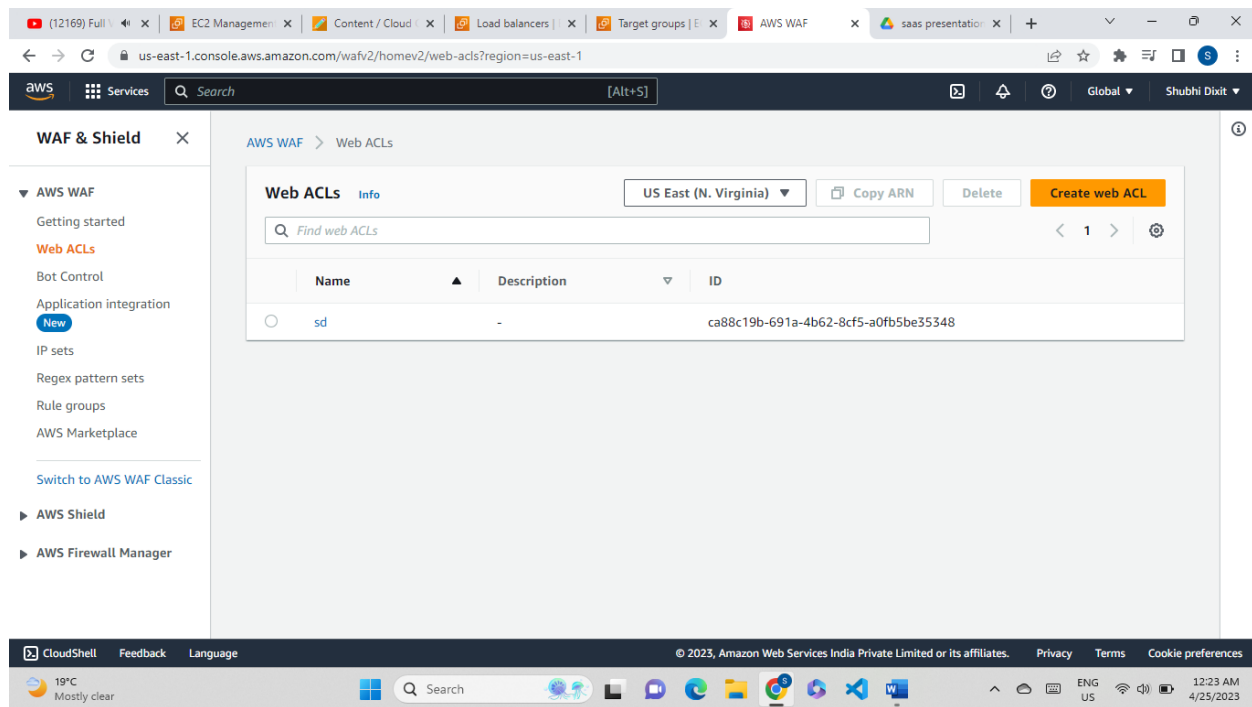 (12169) Full
EC2 Managemen
Content / Cloud
Load balancers |
Target groups | E
AWS WAF
saas presentation
us-east-1.console.aws.amazon.com/wafv2/homev2/web-acls?region=us-east-1
S
aws
Services
Search
[Alt+S]
Global
Shubhi Dixit
WAF & Shield
AWS WAF
Getting started
Web ACLs
Bot Control
Application integration
New
IP sets
Regex pattern sets
Rule groups
AWS Marketplace
Switch to AWS WAF Classic
AWS Shield
AWS Firewall Manager
AWS WAF > Web ACLs
Web ACLs Info
US East (N. Virginia)
Copy ARN
Delete
Create web ACL
Find web ACLs
1
Name Description ID
sd - ca88c19b-691a-4b62-8cf5-a0fb5be35348
CloudShell Feedback Language
© 2023, Amazon Web Services India Private Limited or its affiliates. Privacy Terms Cookie preferences
19°C
Mostly clear
Search
S
W
ENG
US
12:23 AM
4/25/2023